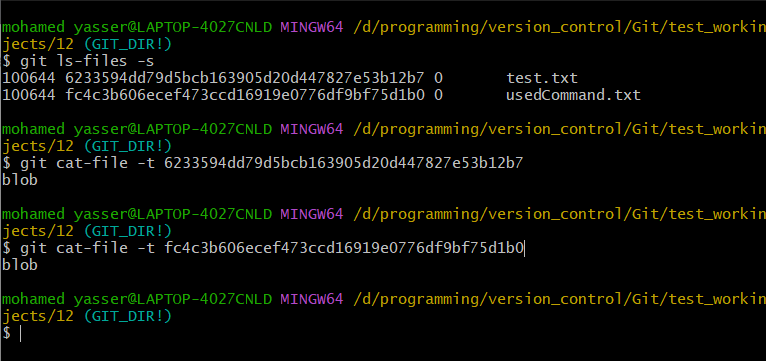 mohamed yasser@LAPTOP-4027CNLD MINGW64 /d/programming/version_control/Git/test_workin
jects/12 (GIT_DIR!)
$ git ls-files -s
100644 6233594dd79d5bcb163905d20d447827e53b12b7 0 test.txt
100644 fc4c3b606ecef473ccd16919e0776df9bf75d1b0 0 usedCommand.txt
mohamed yasser@LAPTOP-4027CNLD MINGW64 /d/programming/version_control/Git/test_workin
jects/12 (GIT_DIR!)
$ git cat-file -t 6233594dd79d5bcb163905d20d447827e53b12b7
blob
mohamed yasser@LAPTOP-4027CNLD MINGW64 /d/programming/version_control/Git/test_workin
jects/12 (GIT_DIR!)
$ git cat-file -t fc4c3b606ecef473ccd16919e0776df9bf75d1b0
blob
mohamed yasser@LAPTOP-4027CNLD MINGW64 /d/programming/version_control/Git/test_workin
jects/12 (GIT_DIR!)
$